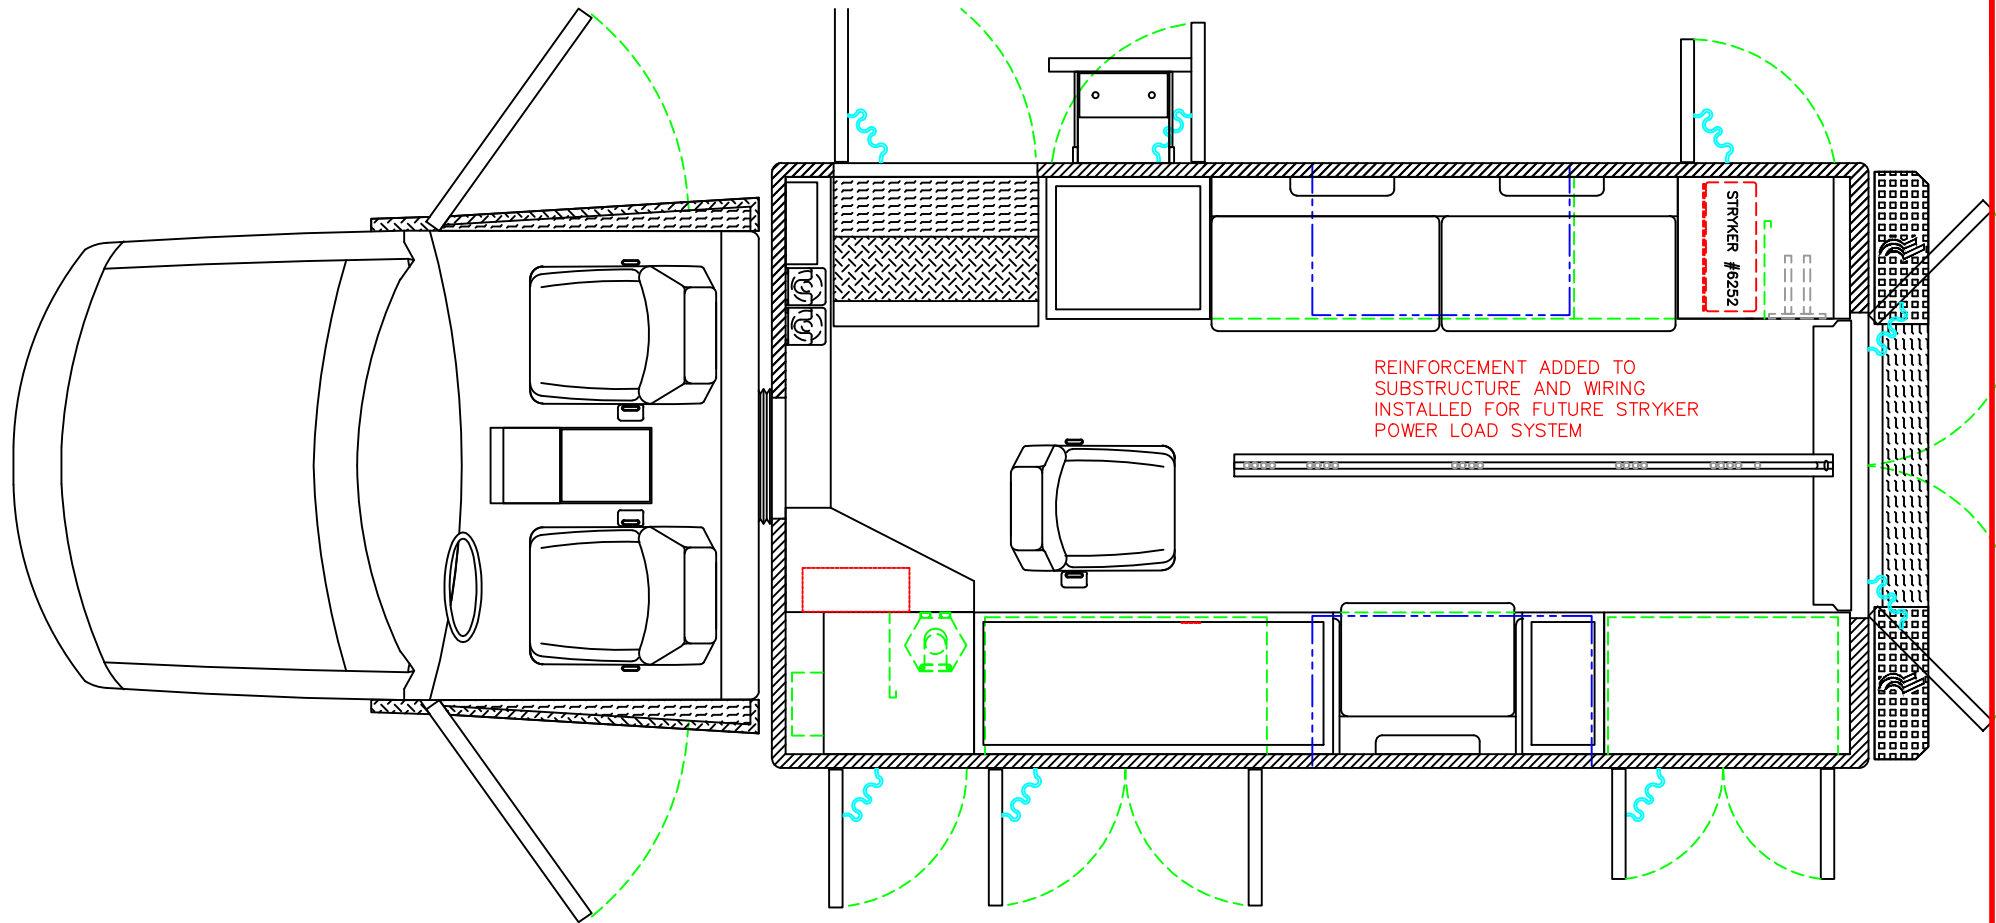 STRYKER #6252
REINFORCEMENT ADDED TO
SUBSTRUCTURE AND WIRING
INSTALLED FOR FUTURE STRYKER
POWER LOAD SYSTEM